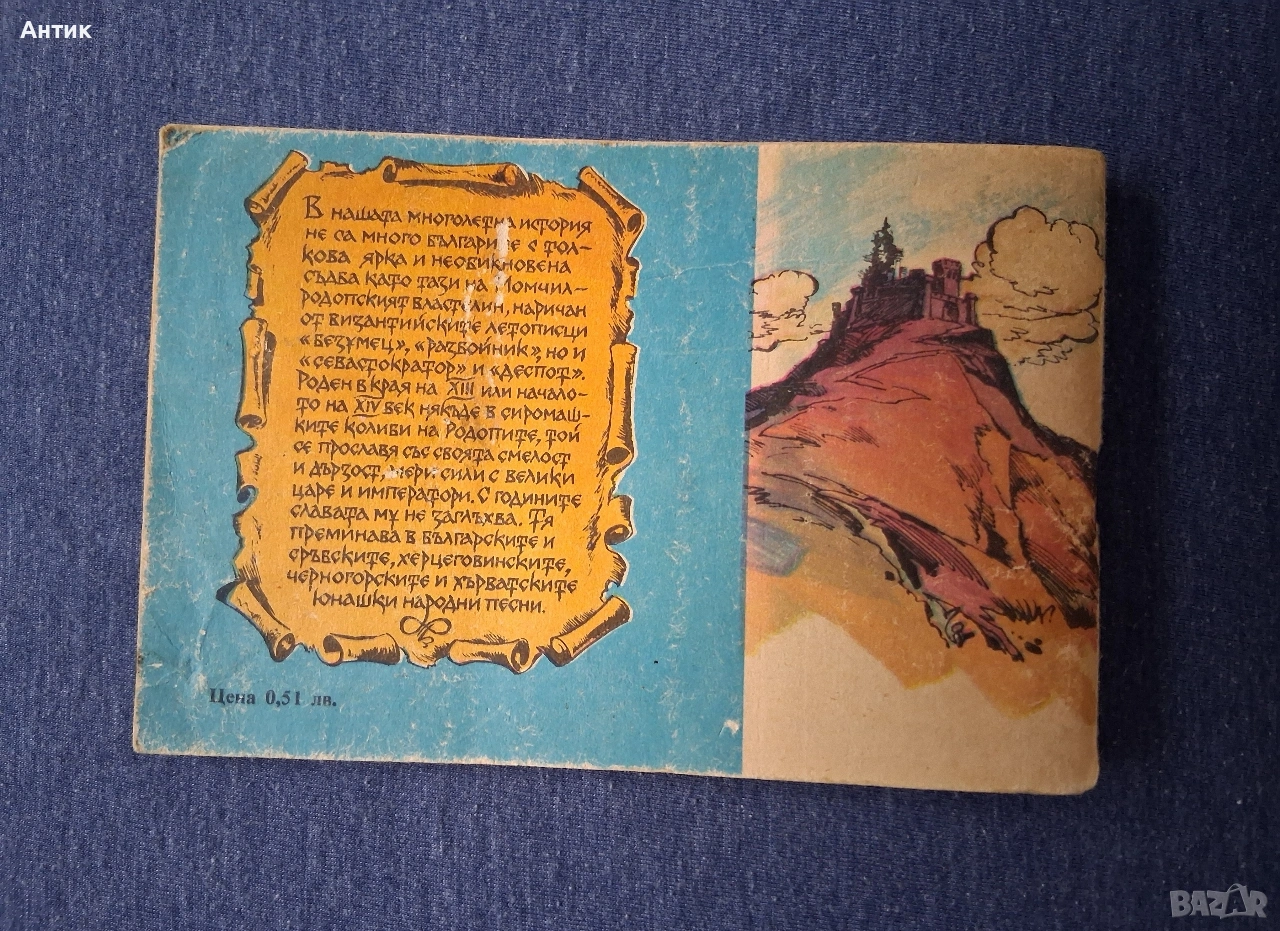 Антик
В нашата многолетна история
не са много българите с тол-
кова ярка и необикновена
съдба като тази на Момчил-
родопският властелин, наричан
от византийските летописци
«безумец», «разбойник», но и
«севастократор» и «деспот».
Роден в края на XIII или начало-
то на XIV век някъде в сиромаш-
ките колиби на Родопите, той
се прославя със своята смелост
и дързост, мери сили с велики
царе и императори. С годините
славата му не заглъхва. Тя
преминава в българските и
сръбските, херцеговинските,
черногорските и хърватските
юнашки народни песни.
Цена 0,51 лв.
BAZAR